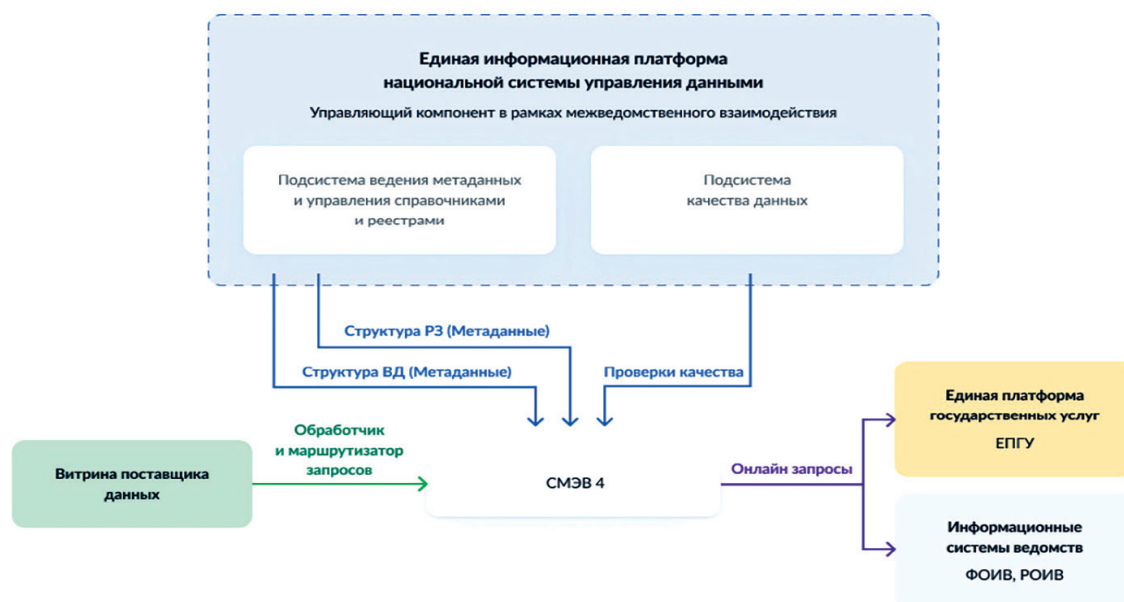 Единая информационная платформа
национальной системы управления данными
Управляющий компонент в рамках межведомственного взаимодействия
Подсистема ведения метаданных
и управления справочниками
и реестрами
Подсистема
качества данных
Структура РЗ (Метаданные)
Структура ВД (Метаданные)
Проверки качества
Обработчик
и маршрутизатор
запросов
Витрина поставщика
данных
СМЭВ 4
Онлайн запросы
Единая платформа
государственных услуг
ЕПГУ
Информационные
системы ведомств
ФОИВ, РОИВ